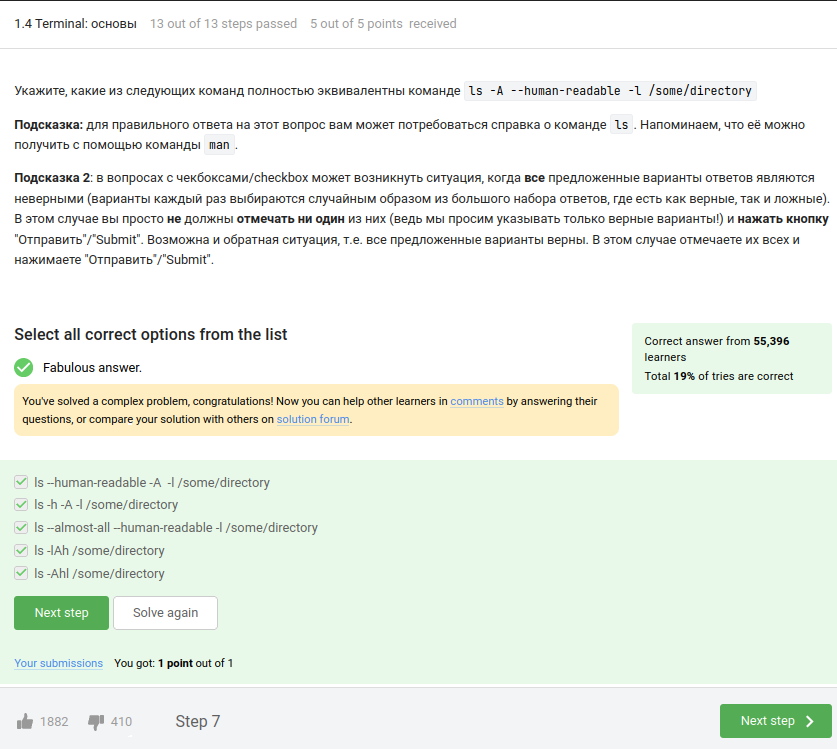 1.4 Terminal: основы 13 out of 13 steps passed 5 out of 5 points received
Укажите, какие из следующих команд полностью эквивалентны команде ls -A --human-readable -l /some/directory
Подсказка: для правильного ответа на этот вопрос вам может потребоваться справка о команде ls. Напоминаем, что её можно
получить с помощью команды man.
Подсказка 2: в вопросах с чекбоксами/checkbox может возникнуть ситуация, когда все предложенные варианты ответов являются
неверными (варианты каждый раз выбираются случайным образом из большого набора ответов, где есть как верные, так и ложные).
В этом случае вы просто не должны отмечать ни один из них (ведь мы просим указывать только верные варианты!) и нажать кнопку
"Отправить"/"Submit". Возможна и обратная ситуация, т.е. все предложенные варианты верны. В этом случае отмечаете их всех и
нажимаете "Отправить"/"Submit".
Select all correct options from the list
Correct answer from 55,396
learners
Total 19% of tries are correct
Fabulous answer.
You've solved a complex problem, congratulations! Now you can help other learners in comments by answering their
questions, or compare your solution with others on solution forum.
ls --human-readable -A -l /some/directory
ls -h -A -l /some/directory
ls --almost-all --human-readable -l /some/directory
ls -lAh /some/directory
ls -Ahl /some/directory
Next step Solve again
Your submissions You got: 1 point out of 1
1882 410 Step 7 Next step